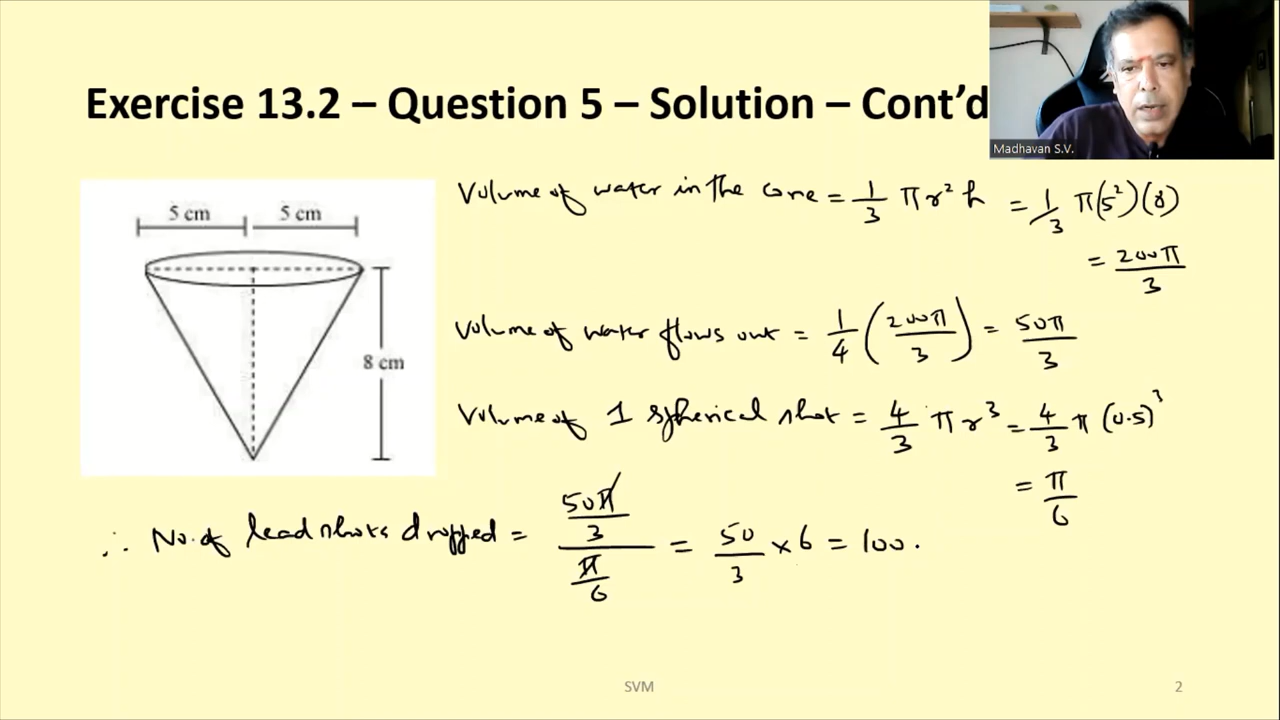 Exercise 13.2 – Question 5 – Solution – Cont’d
Madhavan S.V.
5 cm 5 cm
8 cm
Volume of water in the cone = 1/3 π r² h = 1/3 π(5²)(8)
= 200π/3
Volume of water flows out = 1/4 (200π/3) = 50π/3
Volume of 1 spherical shot = 4/3 π r³ = 4/3 π (0.5)³
= π/6
∴ No. of lead shots dropped = (50π/3)/(π/6) = 50/3 × 6 = 100.
SVM
2